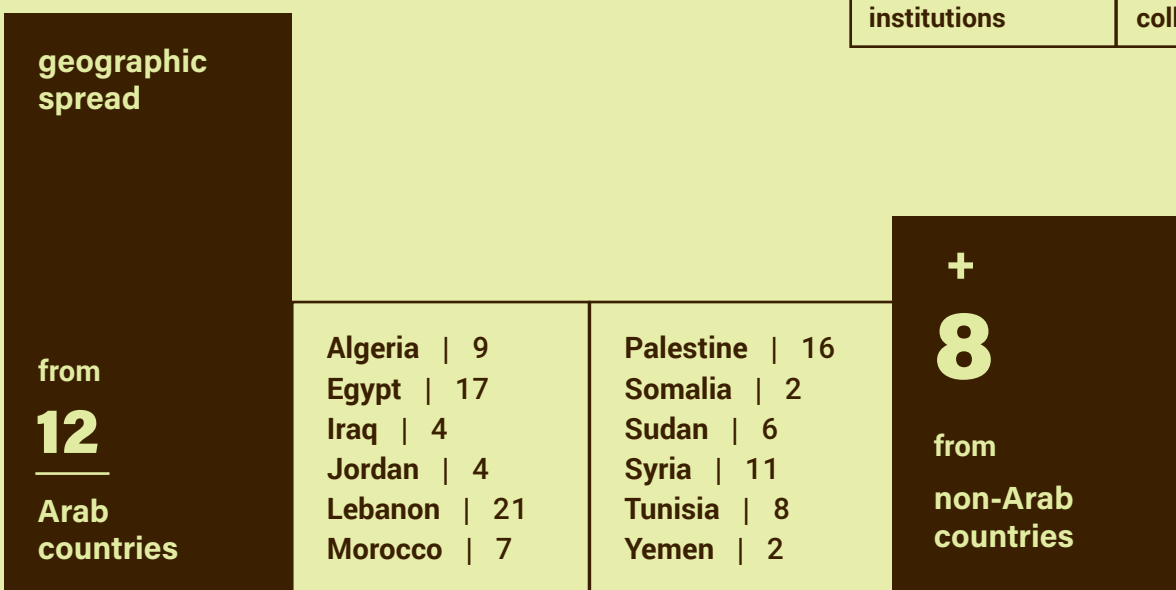 institutions
geographic
spread
from
12
Arab
countries
Algeria | 9
Egypt | 17
Iraq | 4
Jordan | 4
Lebanon | 21
Morocco | 7
Palestine | 16
Somalia | 2
Sudan | 6
Syria | 11
Tunisia | 8
Yemen | 2
+
8
from
non-Arab
countries